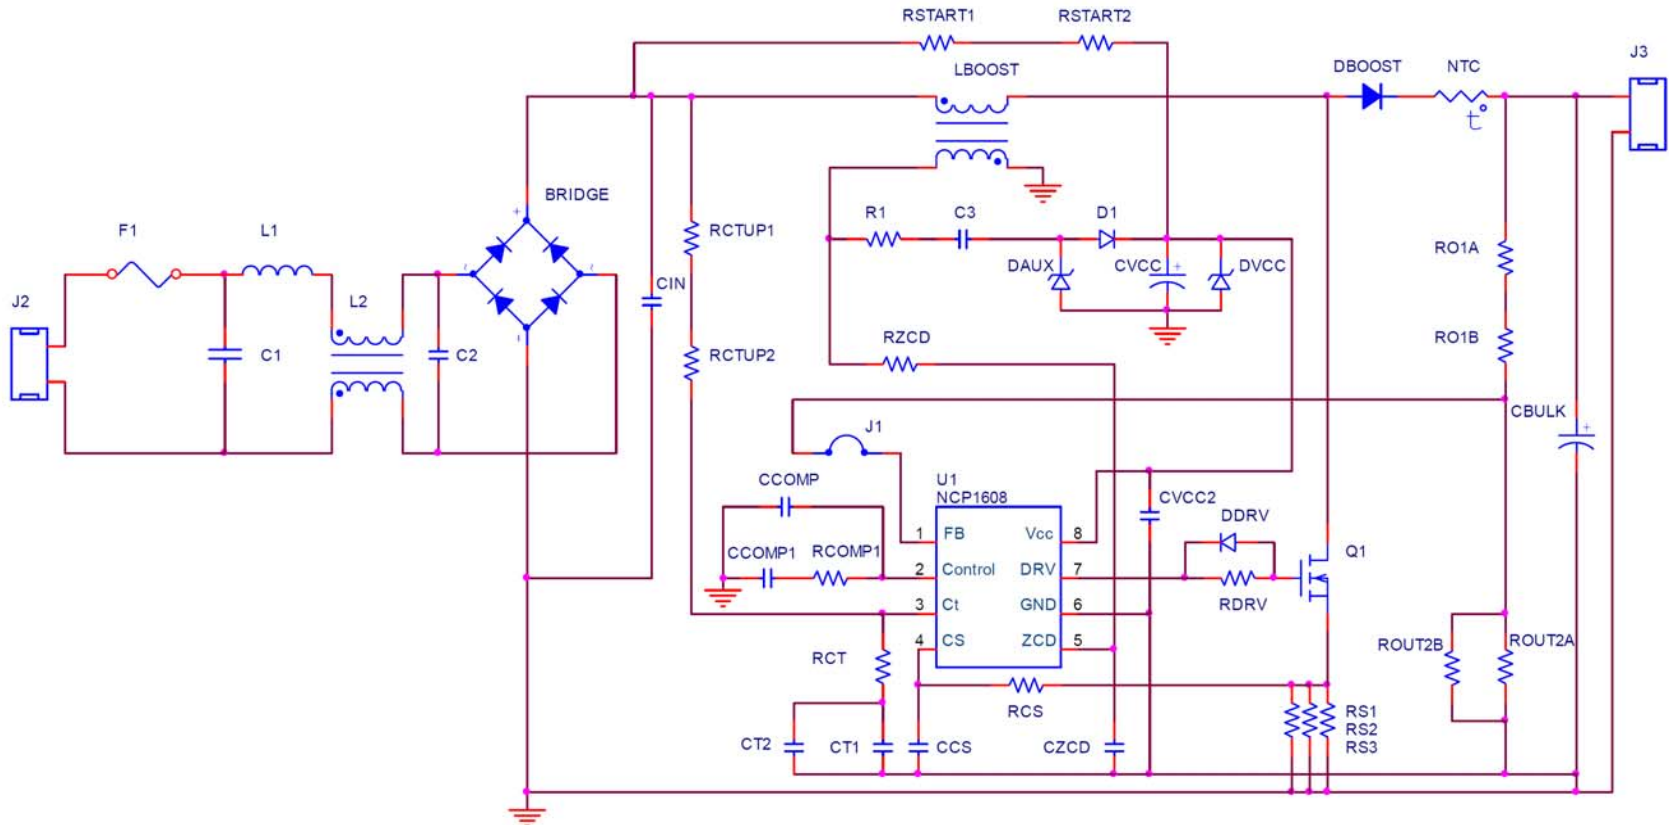 RSTART1
RSTART2
LBOOST
DBOOST
NTC
J3
t°
BRIDGE
+
~
~
-
F1
L1
J2
C1
L2
C2
CIN
RCTUP1
RCTUP2
R1
C3
D1
DAUX
CVCC
+
DVCC
RZCD
RO1A
RO1B
CBULK
+
J1
CCOMP
CCOMP1
RCOMP1
U1
NCP1608
1 FB
2 Control
3 Ct
4 CS
Vcc 8
DRV 7
GND 6
ZCD 5
CVCC2
DDRV
RDRV
Q1
ROUT2B
ROUT2A
RCT
RCS
RS1
RS2
RS3
CT2
CT1
CCS
CZCD